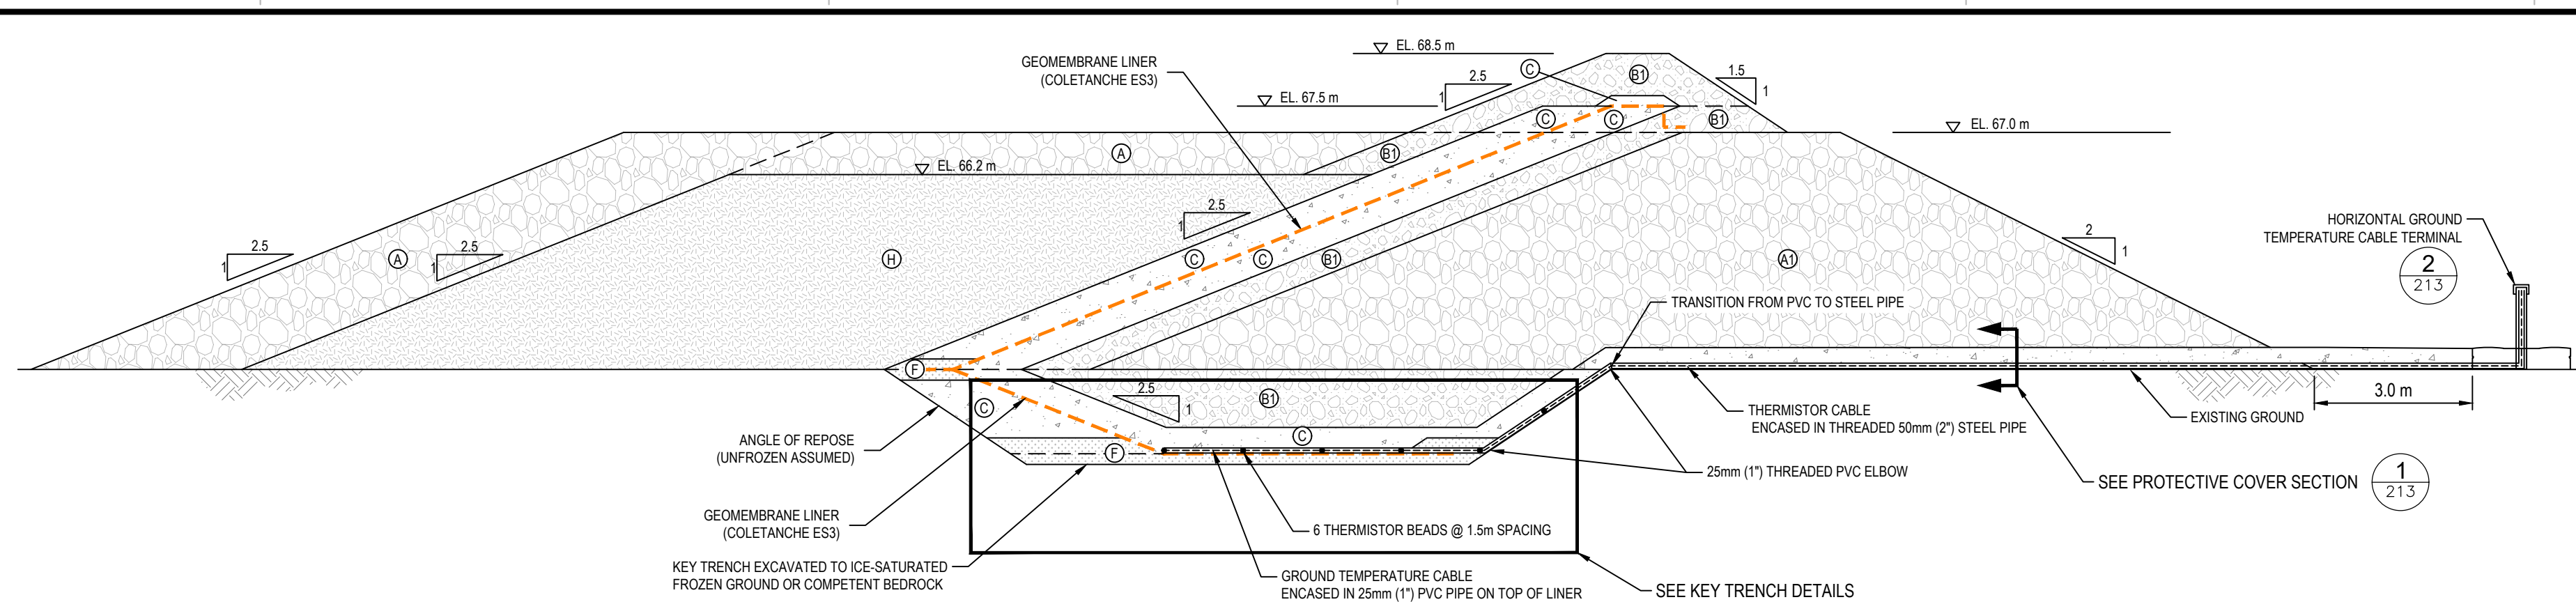 EL. 68.5 m
GEOMEMBRANE LINER
(COLETANCHE ES3)
C
B1
2.5
1
1.5
1
EL. 67.5 m
C
C
B1
EL. 67.0 m
A
B1
EL. 66.2 m
2.5
1
HORIZONTAL GROUND
TEMPERATURE CABLE TERMINAL
2
213
2.5
1
A
2.5
1
H
C
C
B1
A1
2
1
TRANSITION FROM PVC TO STEEL PIPE
F
2.5
1
B1
C
C
F
3.0 m
THERMISTOR CABLE
ENCASED IN THREADED 50mm (2") STEEL PIPE
EXISTING GROUND
ANGLE OF REPOSE
(UNFROZEN ASSUMED)
25mm (1") THREADED PVC ELBOW
SEE PROTECTIVE COVER SECTION
1
213
GEOMEMBRANE LINER
(COLETANCHE ES3)
6 THERMISTOR BEADS @ 1.5m SPACING
KEY TRENCH EXCAVATED TO ICE-SATURATED
FROZEN GROUND OR COMPETENT BEDROCK
GROUND TEMPERATURE CABLE
ENCASED IN 25mm (1") PVC PIPE ON TOP OF LINER
SEE KEY TRENCH DETAILS